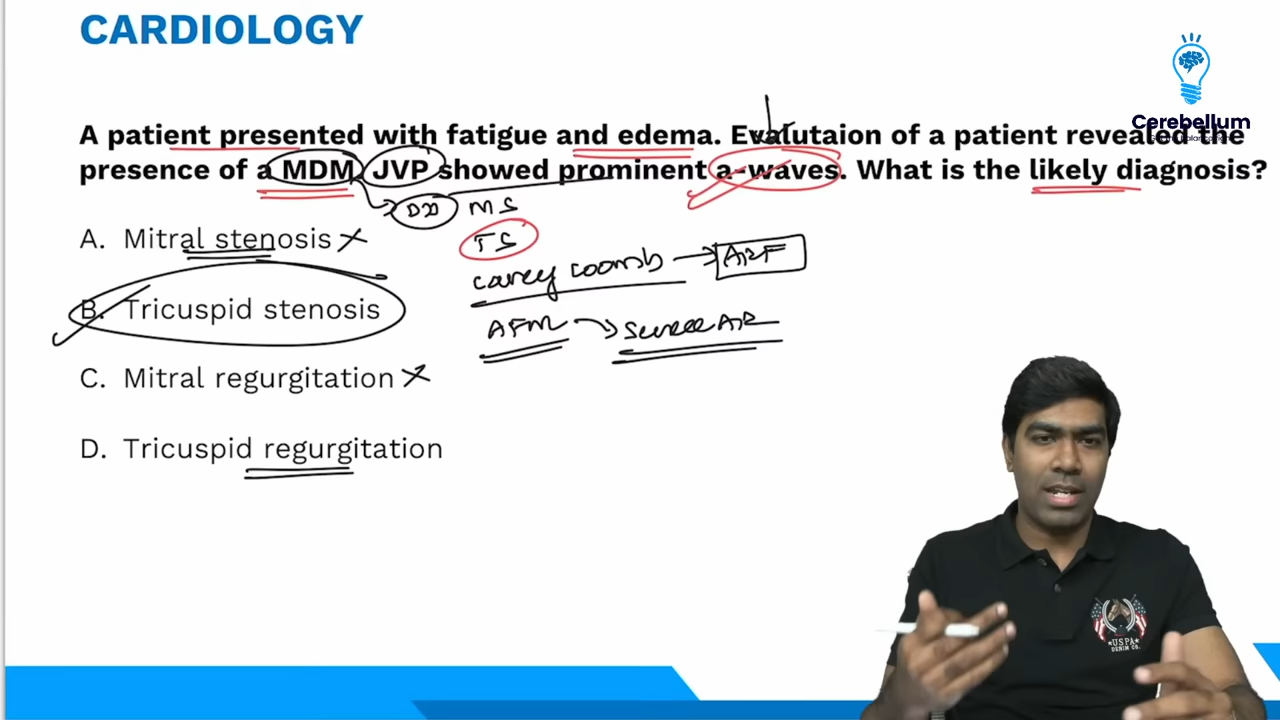 CARDIOLOGY
Cerebellum
A patient presented with fatigue and edema. Evalutaion of a patient revealed the
presence of a MDM JVP showed prominent a-waves. What is the likely diagnosis?
DD MS
A. Mitral stenosis
TS
carey coomb → ARF
B. Tricuspid stenosis
AFM → Severe AR
C. Mitral regurgitation
D. Tricuspid regurgitation
USPA
DENIM CO.